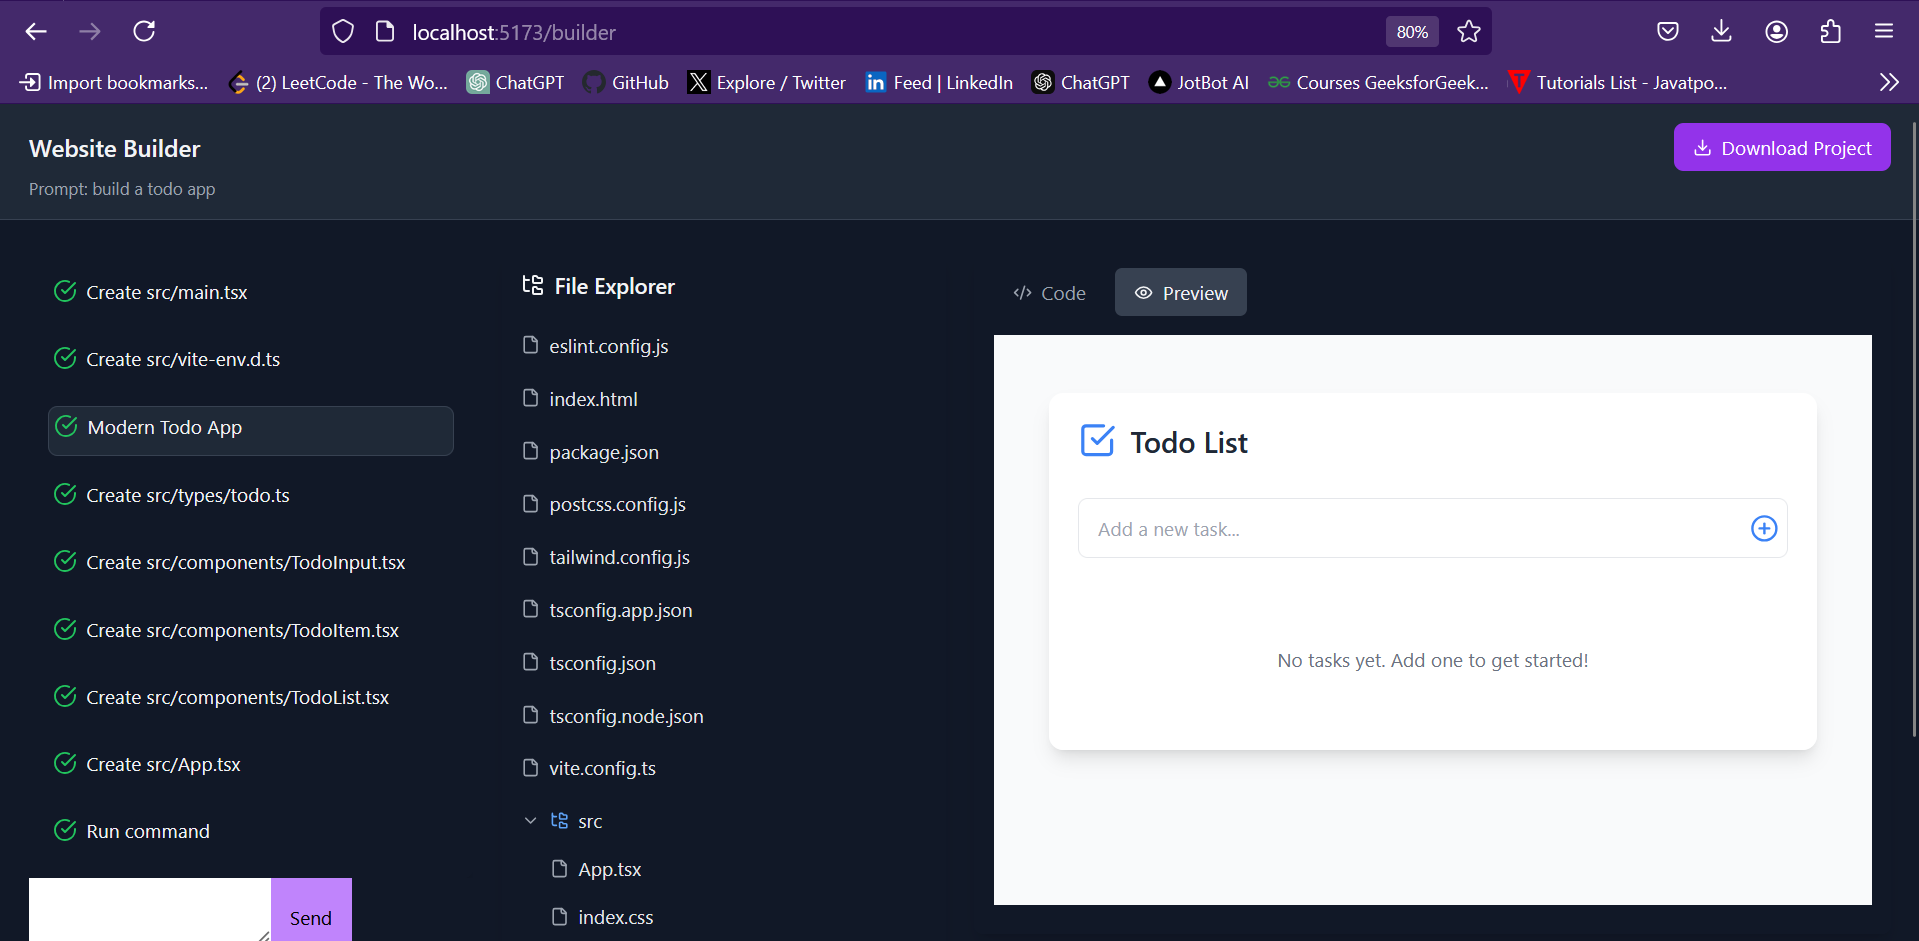 localhost:5173/builder
80%
Import bookmarks...
(2) LeetCode - The Wo...
ChatGPT
GitHub
Explore / Twitter
Feed | LinkedIn
ChatGPT
JotBot AI
Courses GeeksforGeek...
Tutorials List - Javatpo...
Website Builder
Prompt: build a todo app
Download Project
Create src/main.tsx
Create src/vite-env.d.ts
Modern Todo App
Create src/types/todo.ts
Create src/components/TodoInput.tsx
Create src/components/TodoItem.tsx
Create src/components/TodoList.tsx
Create src/App.tsx
Run command
Send
File Explorer
eslint.config.js
index.html
package.json
postcss.config.js
tailwind.config.js
tsconfig.app.json
tsconfig.json
tsconfig.node.json
vite.config.ts
src
App.tsx
index.css
Code
Preview
Todo List
Add a new task...
No tasks yet. Add one to get started!